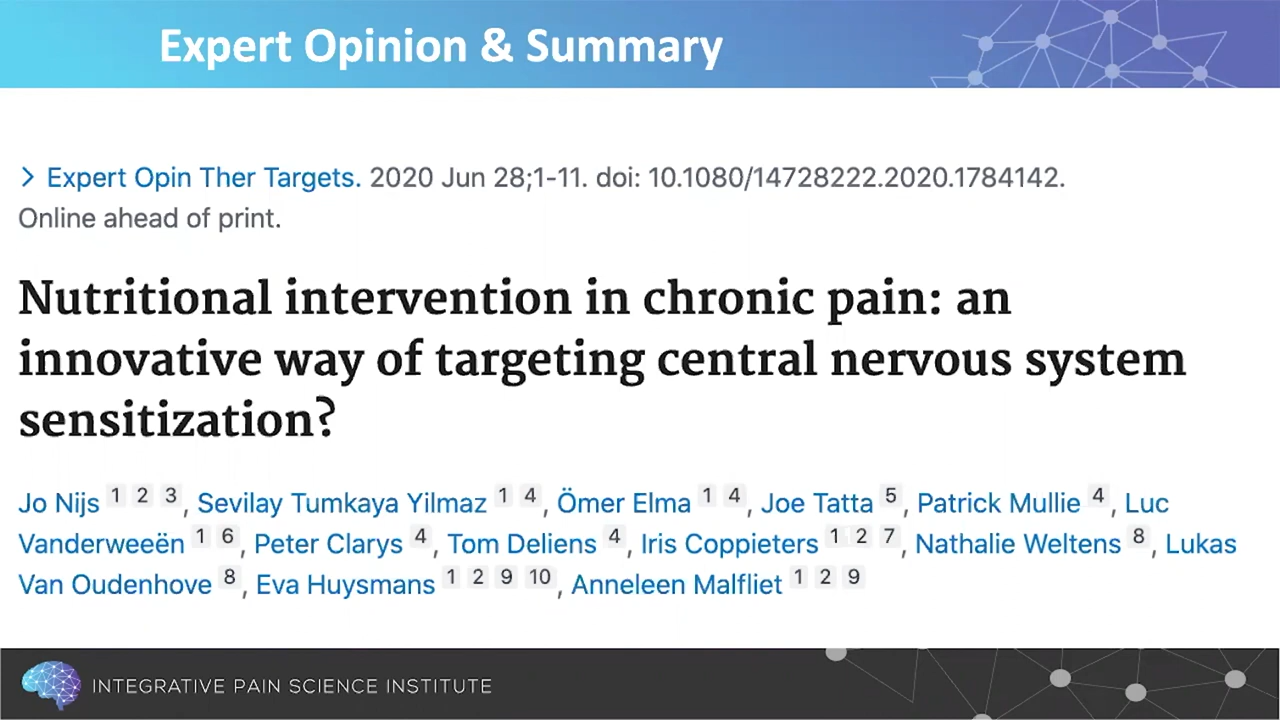 Expert Opinion & Summary
> Expert Opin Ther Targets. 2020 Jun 28;1-11. doi: 10.1080/14728222.2020.1784142.
Online ahead of print.
Nutritional intervention in chronic pain: an
innovative way of targeting central nervous system
sensitization?
Jo Nijs 1 2 3, Sevilay Tumkaya Yilmaz 1 4, Ömer Elma 1 4, Joe Tatta 5, Patrick Mullie 4, Luc
Vanderweeën 1 6, Peter Clarys 4, Tom Deliens 4, Iris Coppieters 1 2 7, Nathalie Weltens 8, Lukas
Van Oudenhove 8, Eva Huysmans 1 2 9 10, Anneleen Malfliet 1 2 9
INTEGRATIVE PAIN SCIENCE INSTITUTE